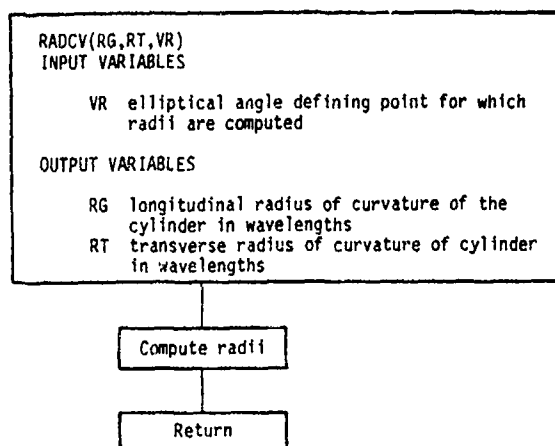 RADCV(RG,RT,VR)
INPUT VARIABLES
VR elliptical angle defining point for which
radii are computed
OUTPUT VARIABLES
RG longitudinal radius of curvature of the
cylinder in wavelengths
RT transverse radius of curvature of cylinder
in wavelengths
Compute radii
Return